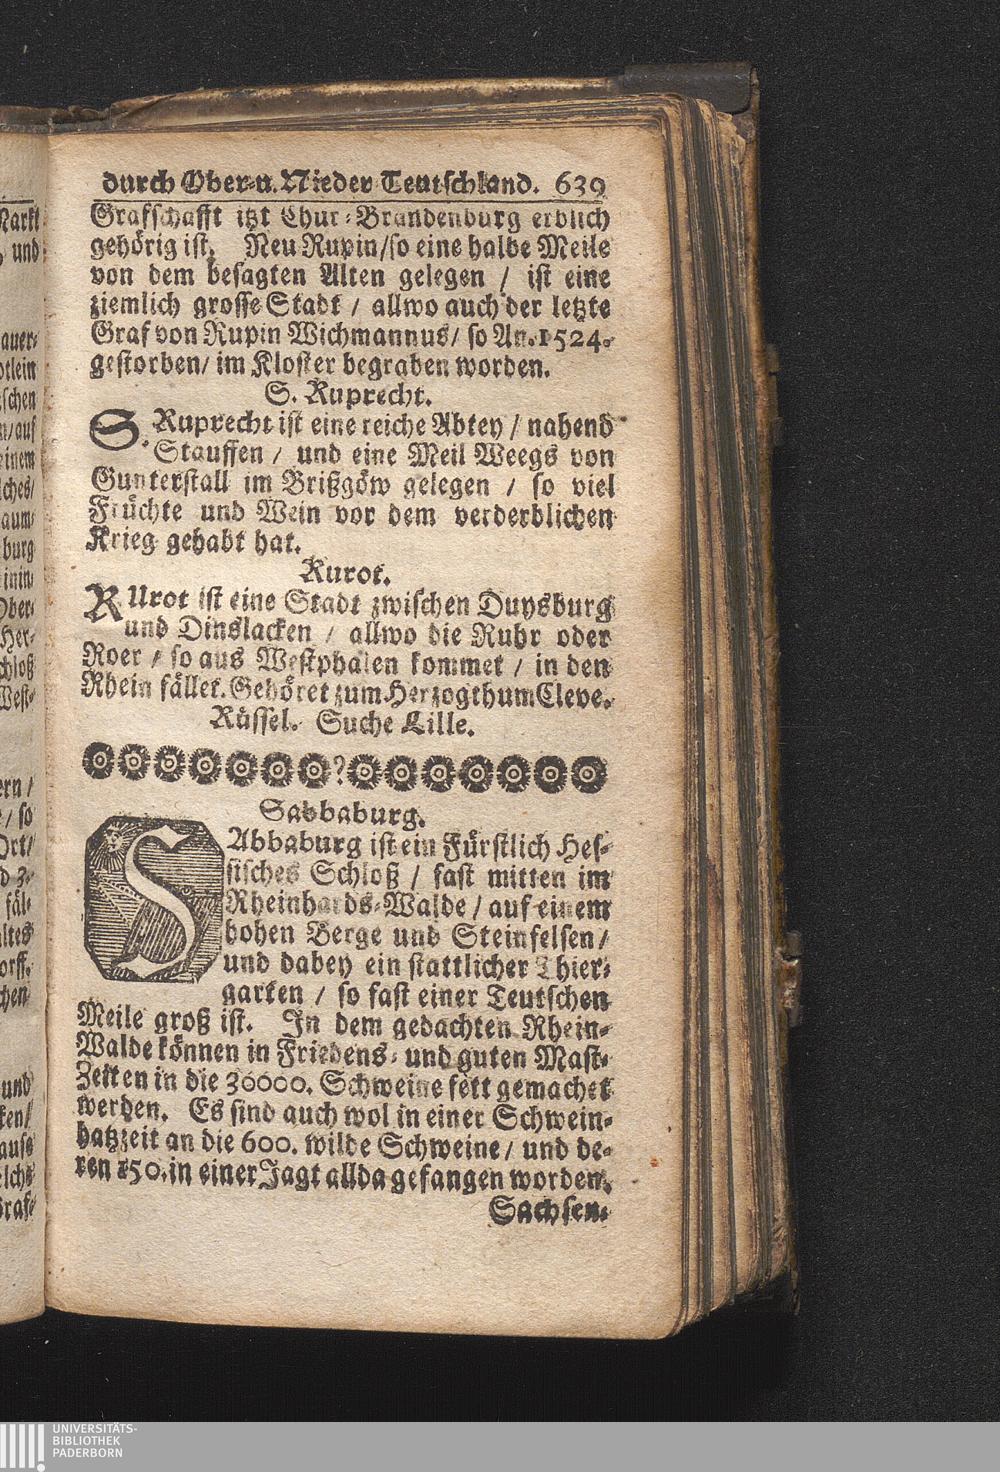 durch Ober- u. Nieder Teutschland. 639
Grafschafft itzt Chur-Brandenburg erblich
gehörig ist. Neu Rupin/so eine halbe Meile
von dem besagten Alten gelegen / ist eine
ziemlich grosse Stadt / allwo auch der letzte
Graf von Rupin Wichmannus/ so An. 1524.
gestorben/ im Kloster begraben worden.
S. Ruprecht.
S. Ruprecht ist eine reiche Abtey / nahend
Stauffen / und eine Meil Weegs von
Gunterstall im Brißgöw gelegen / so viel
Früchte und Wein vor dem verderblichen
Krieg gehabt hat.
Rurot.
RUrot ist eine Stadt zwischen Duysburg
und Dinslacken / allwo die Ruhr oder
Roer / so aus Westphalen kommet / in den
Rhein fället. Gehöret zum Herzogthum Cleve.
Rüssel. Suche Lille.
Sabbaburg.
SAbbaburg ist ein Fürstlich Hes-
sisches Schloß / fast mitten im
Rheinhards-Walde / auf einem
hohen Berge und Steinfelsen/
und dabey ein stattlicher Thier-
garten / so fast einer Teutschen
Meile groß ist. In dem gedachten Rhein-
Walde können in Friedens- und guten Mast-
Zeiten in die 30000. Schweine fett gemachet
werden. Es sind auch wol in einer Schwein-
hatzzeit an die 600. wilde Schweine / und de-
ren 150. in einer Jagt allda gefangen worden.
Sachsen-
UNIVERSITÄTS-
BIBLIOTHEK
PADERBORN